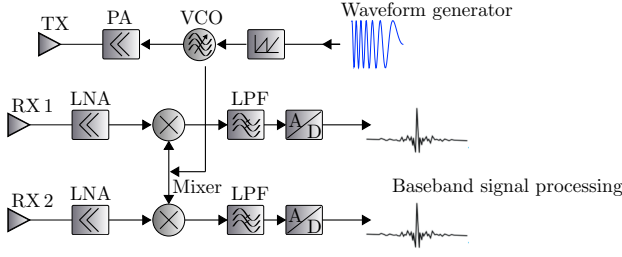 Waveform generator
TX
PA
VCO
RX 1
LNA
LPF
A
D
Mixer
Baseband signal processing
RX 2
LNA
LPF
A
D